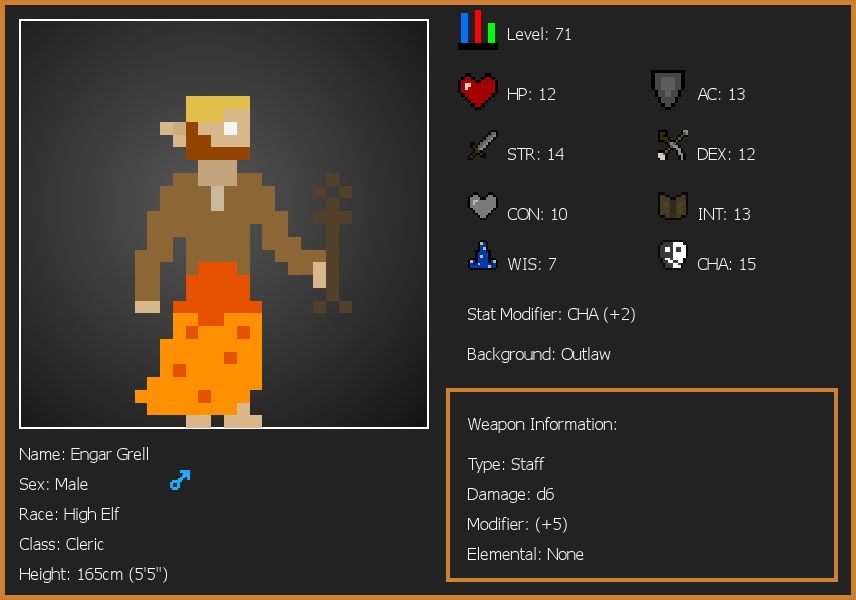 Level: 71
HP: 12
AC: 13
STR: 14
DEX: 12
CON: 10
INT: 13
WIS: 7
CHA: 15
Stat Modifier: CHA (+2)
Background: Outlaw
Weapon Information:
Type: Staff
Damage: d6
Modifier: (+5)
Elemental: None
Name: Engar Grell
Sex: Male
Race: High Elf
Class: Cleric
Height: 165cm (5'5")